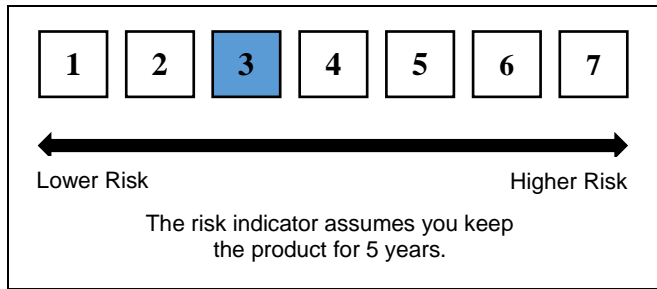 1 2 3 4 5 6 7
Lower Risk Higher Risk
The risk indicator assumes you keep
the product for 5 years.